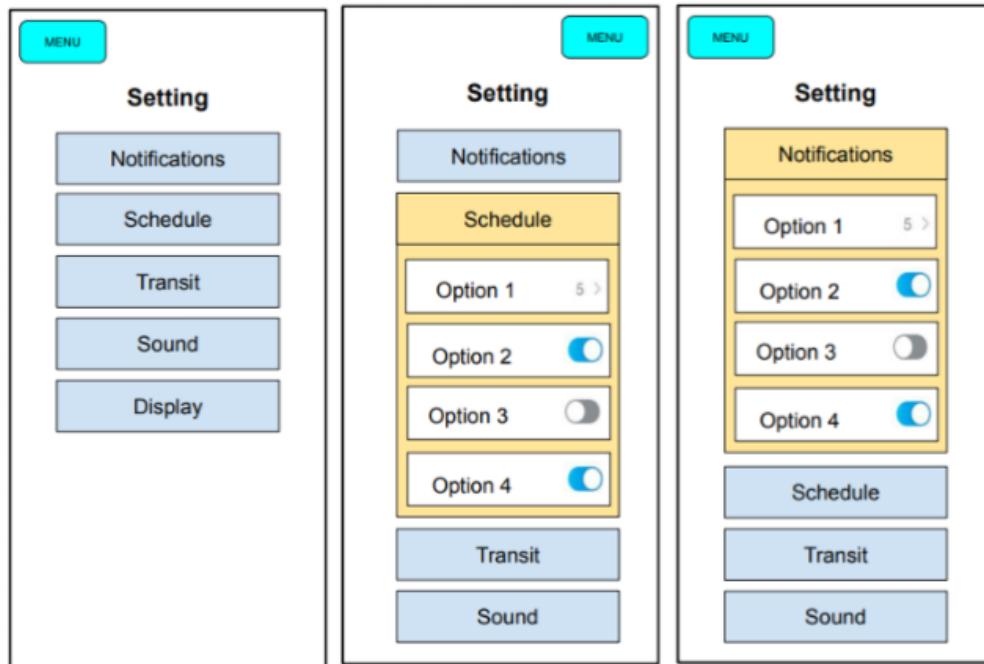 MENU
Setting
Notifications
Schedule
Transit
Sound
Display
MENU
Setting
Notifications
Schedule
Option 1 5 >
Option 2
Option 3
Option 4
Transit
Sound
MENU
Setting
Notifications
Option 1 5 >
Option 2
Option 3
Option 4
Schedule
Transit
Sound